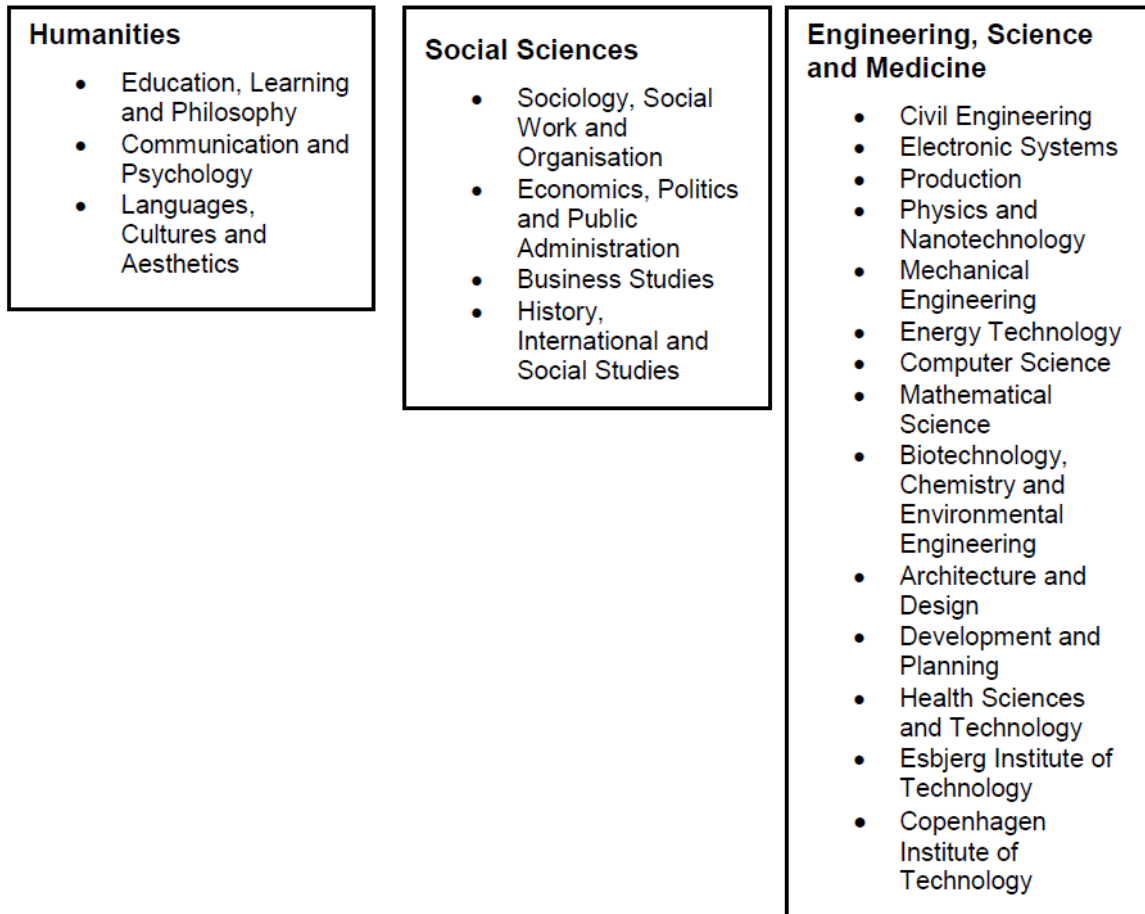 Humanities
• Education, Learning
and Philosophy
• Communication and
Psychology
• Languages,
Cultures and
Aesthetics
Social Sciences
• Sociology, Social
Work and
Organisation
• Economics, Politics
and Public
Administration
• Business Studies
• History,
International and
Social Studies
Engineering, Science
and Medicine
• Civil Engineering
• Electronic Systems
• Production
• Physics and
Nanotechnology
• Mechanical
Engineering
• Energy Technology
• Computer Science
• Mathematical
Science
• Biotechnology,
Chemistry and
Environmental
Engineering
• Architecture and
Design
• Development and
Planning
• Health Sciences
and Technology
• Esbjerg Institute of
Technology
• Copenhagen
Institute of
Technology